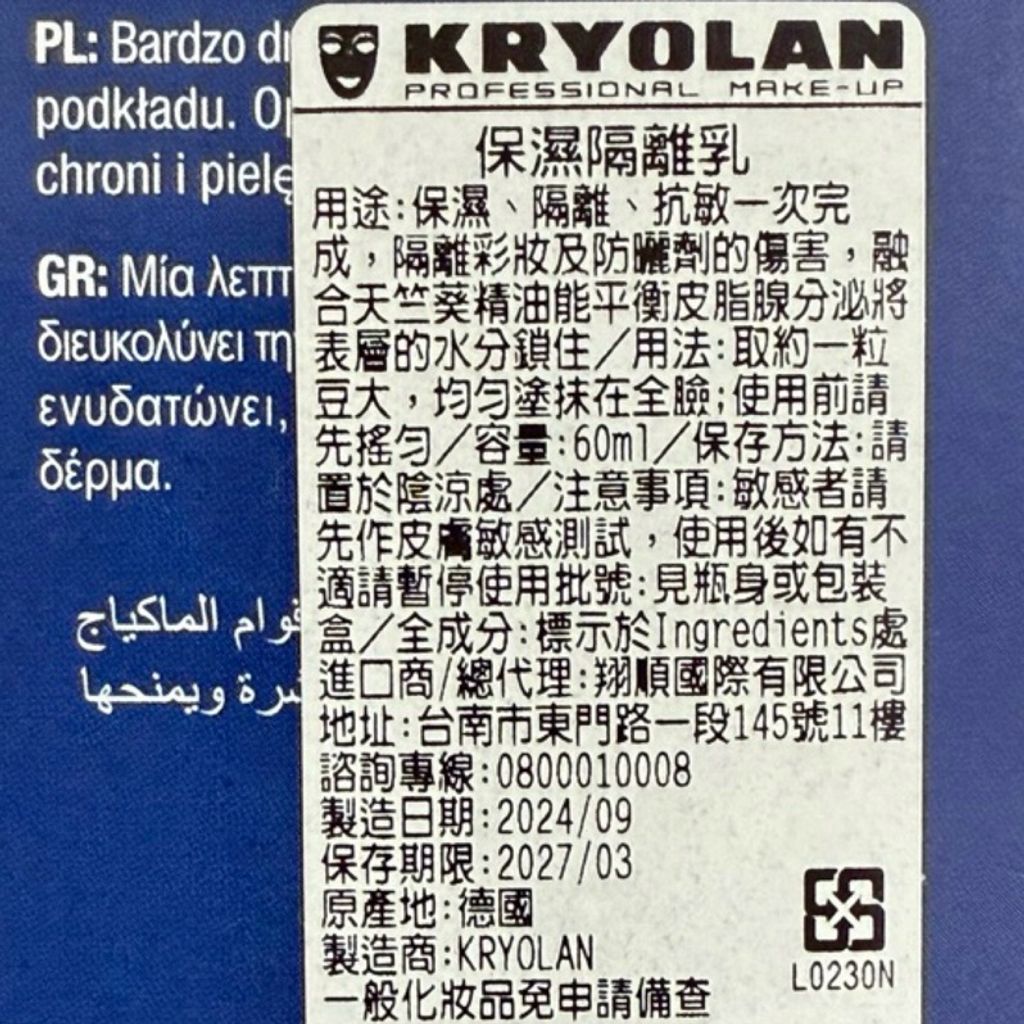 PL: Bardzo
podkładu.
chroni i
GR: Μία
διευκολύνει
ενυδατώνει,
δέρμα.
الماكياج
ويمنحها
KRYOLAN
PROFESSIONAL MAKE-UP
保濕隔離乳
用途:保濕、隔離、抗敏一次完
成，隔離彩妝及防曬劑的傷害，融
合天竺葵精油能平衡皮脂腺分泌將
表層的水分鎖住／用法:取約一粒
豆大，均勻塗抹在全臉;使用前請
先搖勻／容量:60ml／保存方法:請
置於陰涼處／注意事項:敏感者請
先作皮膚敏感測試，使用後如有不
適請暫停使用批號:見瓶身或包裝
盒／全成分:標示於Ingredients處
進口商/總代理:翔順國際有限公司
地址:台南市東門路一段145號11樓
諮詢專線:0800010008
製造日期:2024/09
保存期限:2027/03
原產地:德國
製造商:KRYOLAN
一般化妝品免申請備查
L0230N